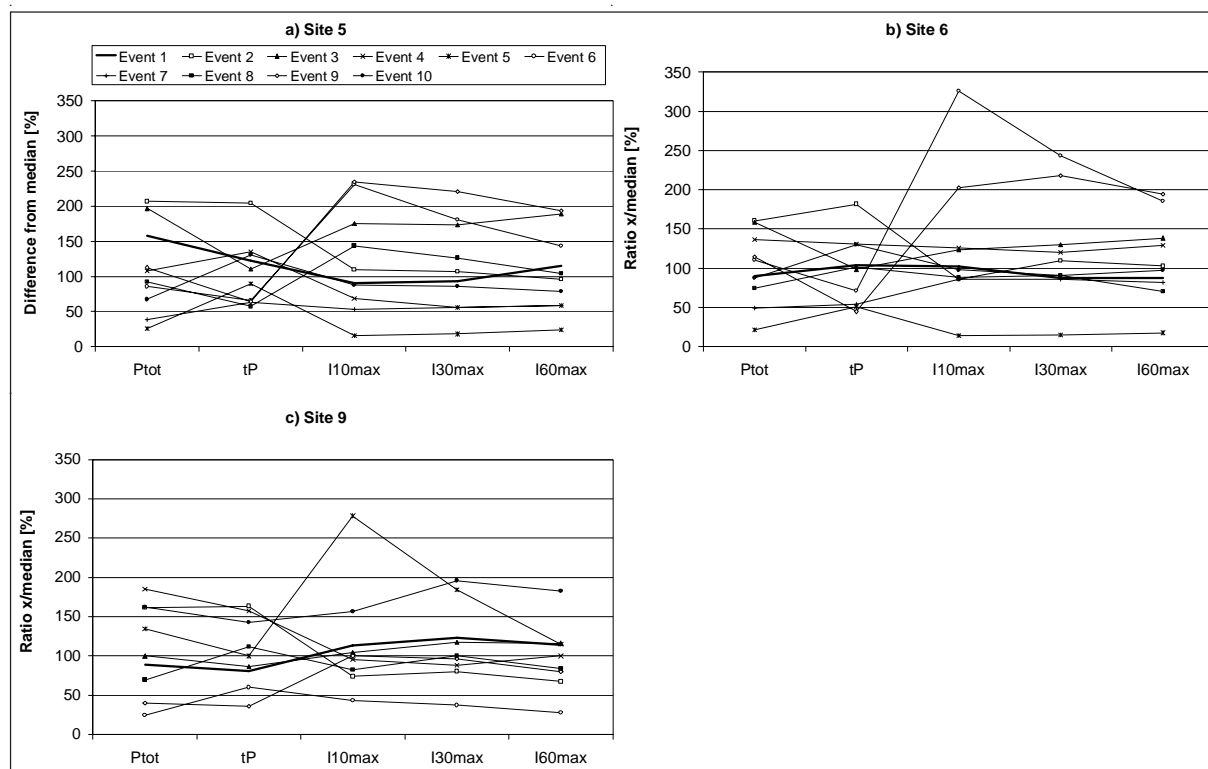 a) Site 5
Event 1 Event 2 Event 3 Event 4 Event 5 Event 6
Event 7 Event 8 Event 9 Event 10
Difference from median [%]
350
300
250
200
150
100
50
0
Ptot tP I10max I30max I60max
b) Site 6
Ratio x/median [%]
350
300
250
200
150
100
50
0
Ptot tP I10max I30max I60max
c) Site 9
Ratio x/median [%]
350
300
250
200
150
100
50
0
Ptot tP I10max I30max I60max